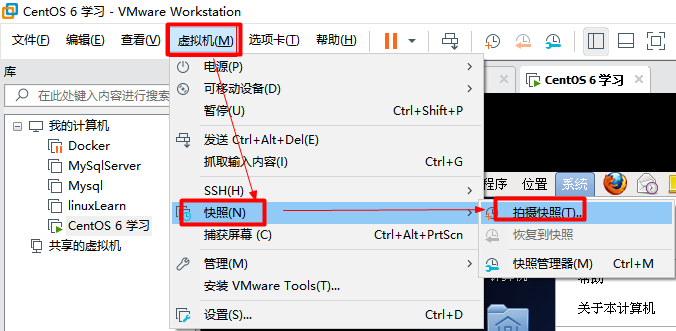 CentOS 6 学习 - VMware Workstation
文件(F) 编辑(E) 查看(V) 虚拟机(M) 选项卡(T) 帮助(H)
库
在此处键入内容进行搜索
我的计算机
Docker
MySqlServer
Mysql
linuxLearn
CentOS 6 学习
共享的虚拟机
电源(P)
可移动设备(D)
暂停(U) Ctrl+Shift+P
发送 Ctrl+Alt+Del(E)
抓取输入内容(I) Ctrl+G
SSH(H)
快照(N)
捕获屏幕 (C) Ctrl+Alt+PrtScn
管理(M)
安装 VMware Tools(T)...
设置(S)... Ctrl+D
CentOS 6 学习
程序 位置 系统
拍摄快照(T)...
恢复到快照
快照管理器(M) Ctrl+M
关于本计算机